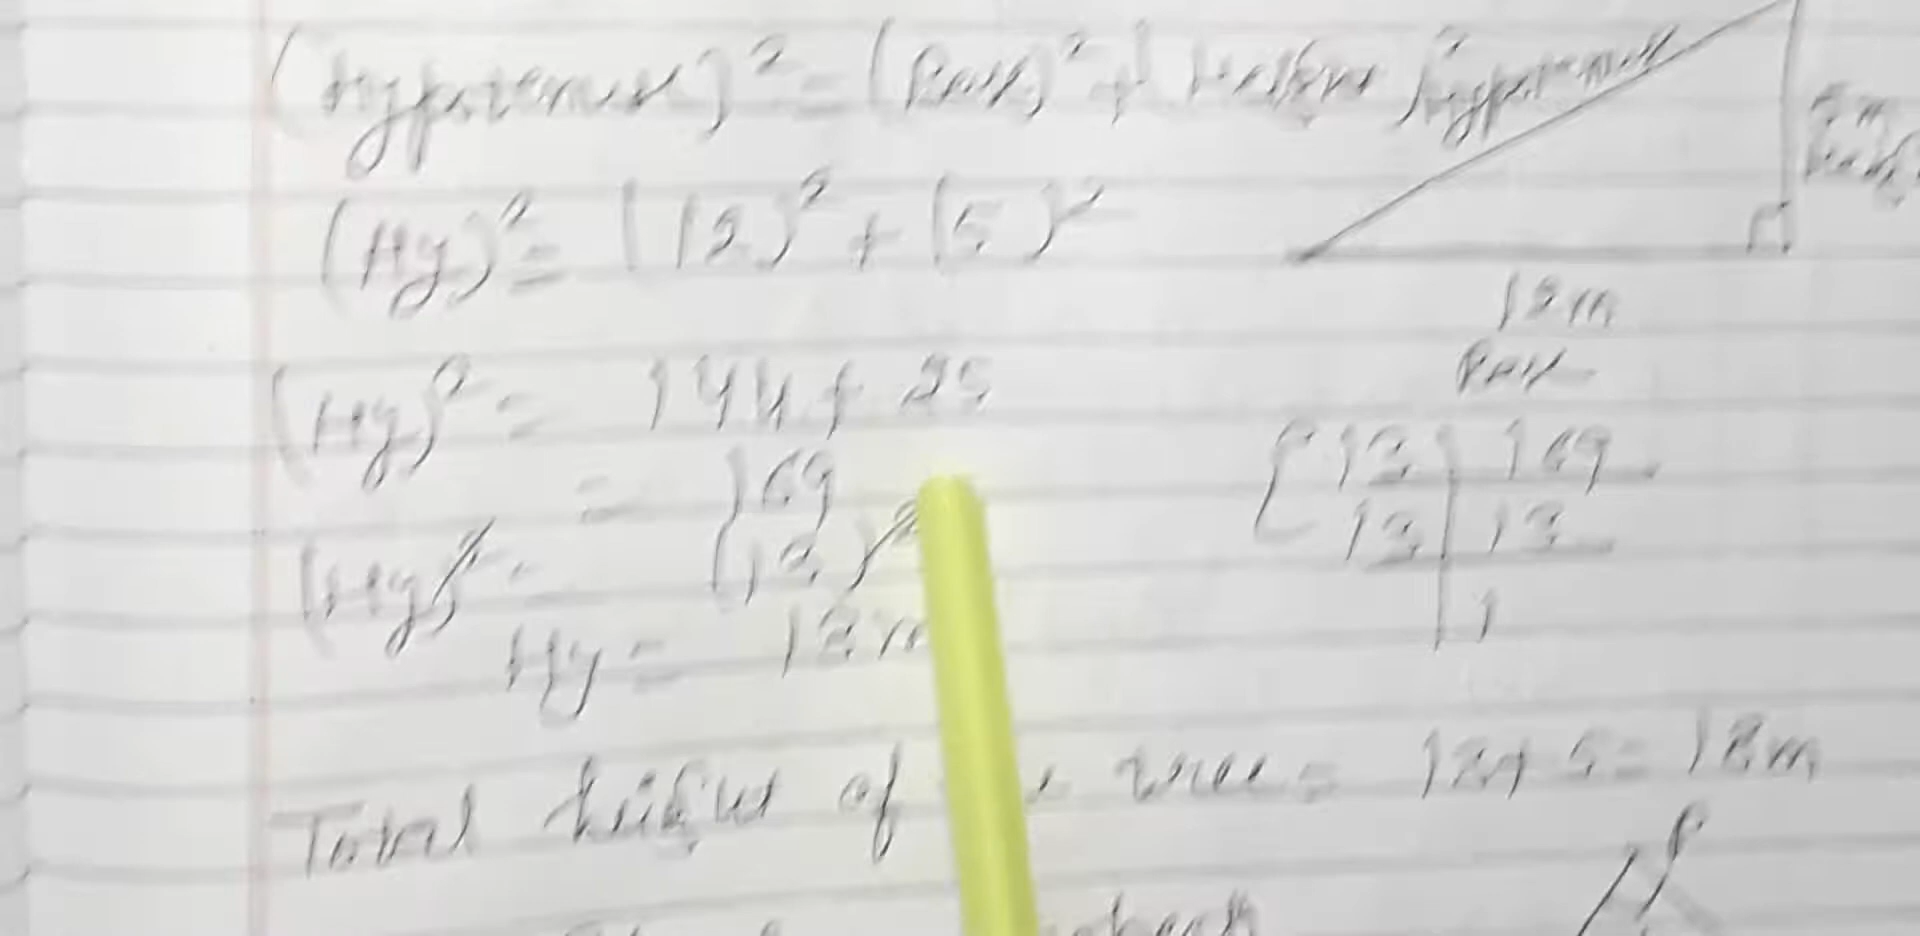 (Hypotenuse)² = (Base)² + (Height)²
Hypotenuse
5m
(Hy)² = (12)² + (5)²
12m
Base
(Hy)² = 144 + 25
= 169
13 | 169
13 | 13
1
(Hy)² = (13)²
Hy = 13m
Total height of tree = 13 + 5 = 18m
P